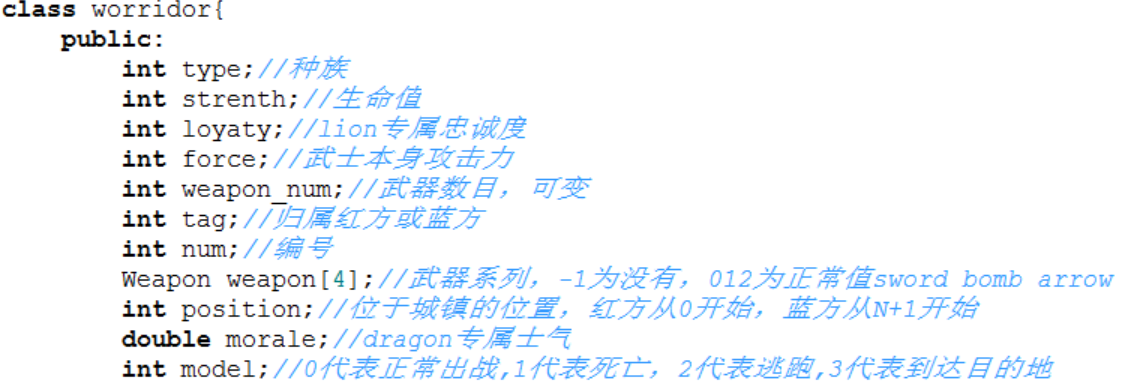 class worridor{
public:
int type;//种族
int strenth;//生命值
int loyaty;//lion专属忠诚度
int force;//武士本身攻击力
int weapon_num;//武器数目，可变
int tag;//归属红方或蓝方
int num;//编号
Weapon weapon[4];//武器系列，-1为没有，012为正常值sword bomb arrow
int position;//位于城镇的位置，红方从0开始，蓝方从N+1开始
double morale;//dragon专属士气
int model;//0代表正常出战,1代表死亡，2代表逃跑,3代表到达目的地